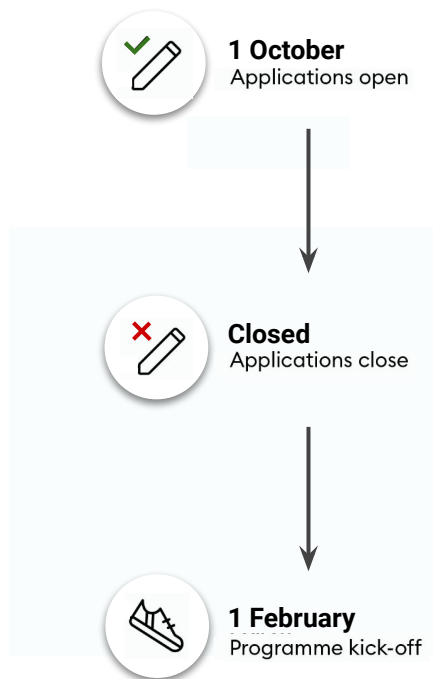 1 October
Applications open
Closed
Applications close
1 February
Programme kick-off